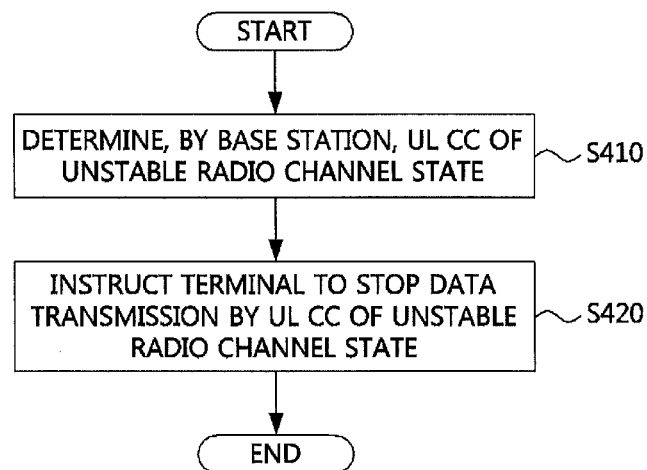 START
DETERMINE, BY BASE STATION, UL CC OF
UNSTABLE RADIO CHANNEL STATE
S410
INSTRUCT TERMINAL TO STOP DATA
TRANSMISSION BY UL CC OF UNSTABLE
RADIO CHANNEL STATE
S420
END